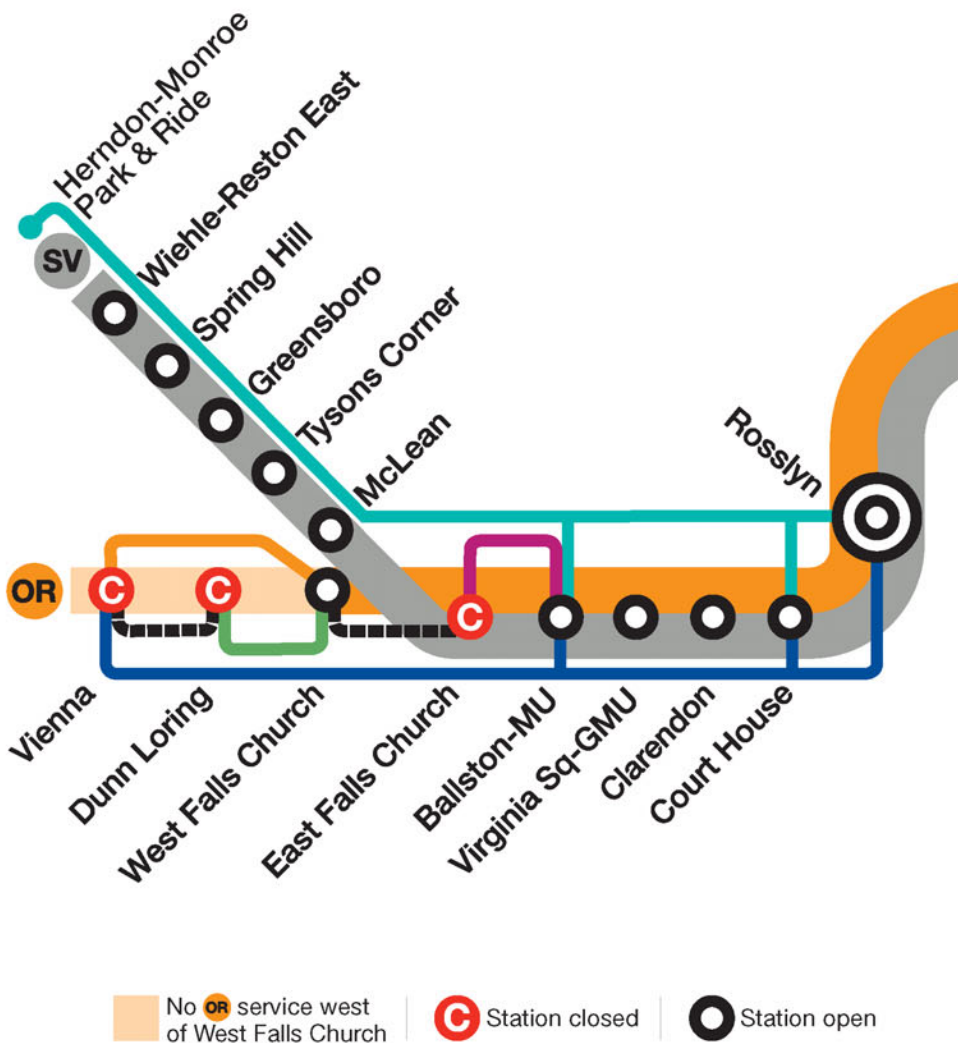 Herndon-Monroe
Park & Ride
SV
Wiehle-Reston East
Spring Hill
Greensboro
Tysons Corner
McLean
Rosslyn
OR
C
C
C
Vienna
Dunn Loring
West Falls Church
East Falls Church
Ballston-MU
Virginia Sq-GMU
Clarendon
Court House
No OR service west
of West Falls Church
C Station closed
Station open